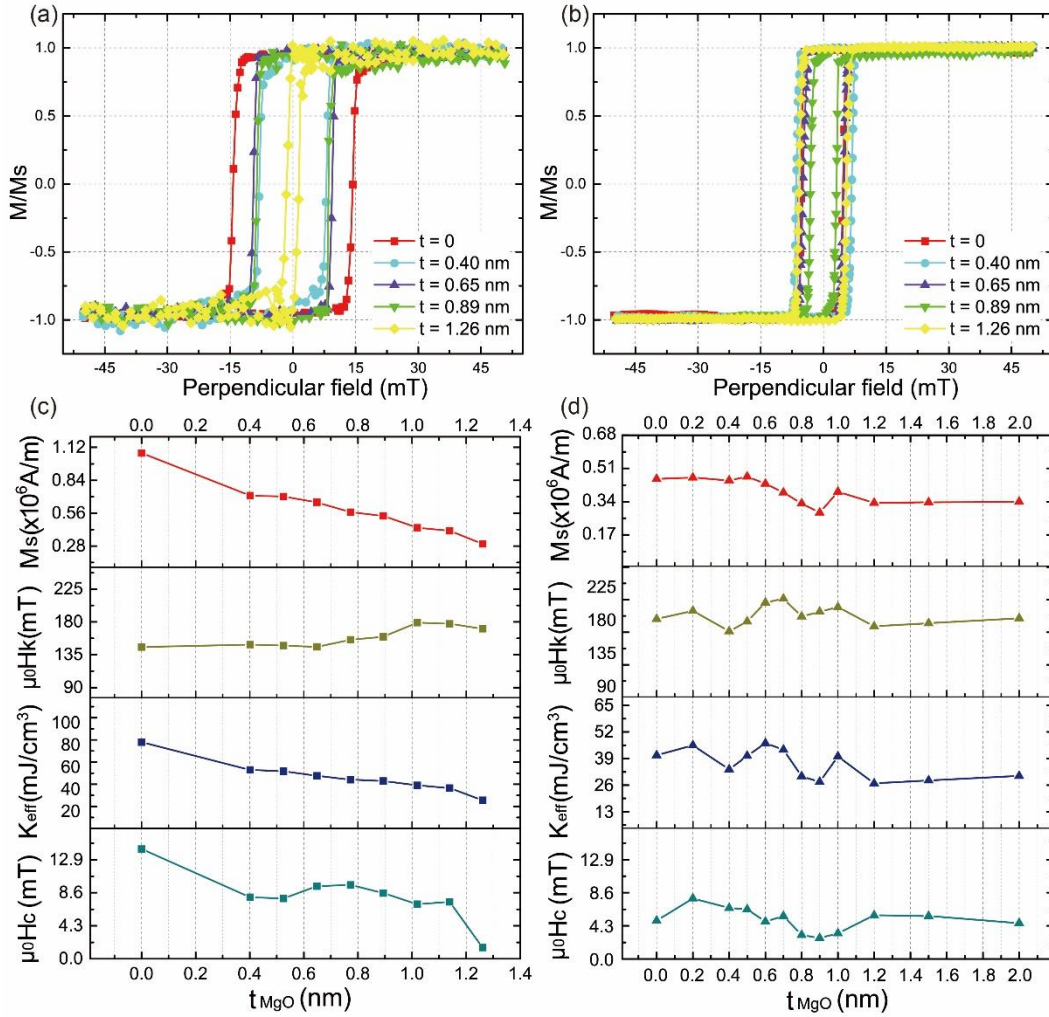 (a)
M/Ms
1.0
0.5
0.0
-0.5
-1.0
t = 0
t = 0.40 nm
t = 0.65 nm
t = 0.89 nm
t = 1.26 nm
-45 -30 -15 0 15 30 45
Perpendicular field (mT)
(b)
M/Ms
1.0
0.5
0.0
-0.5
-1.0
t = 0
t = 0.40 nm
t = 0.65 nm
t = 0.89 nm
t = 1.26 nm
-45 -30 -15 0 15 30 45
Perpendicular field (mT)
(c)
0.0 0.2 0.4 0.6 0.8 1.0 1.2 1.4
Ms(x10⁶A/m)
1.12
0.84
0.56
0.28
μ₀Hk(mT)
225
180
135
90
Keff(mJ/cm³)
100
80
60
40
20
μ₀Hc (mT)
12.9
8.6
4.3
0.0
0.0 0.2 0.4 0.6 0.8 1.0 1.2 1.4
t MgO (nm)
(d)
0.0 0.2 0.4 0.6 0.8 1.0 1.2 1.4 1.6 1.8 2.0
Ms(x10⁶A/m)
0.68
0.51
0.34
0.17
μ₀Hk(mT)
225
180
135
90
Keff(mJ/cm³)
65
52
39
26
13
μ₀Hc (mT)
12.9
8.6
4.3
0.0
0.0 0.2 0.4 0.6 0.8 1.0 1.2 1.4 1.6 1.8 2.0
t MgO (nm)